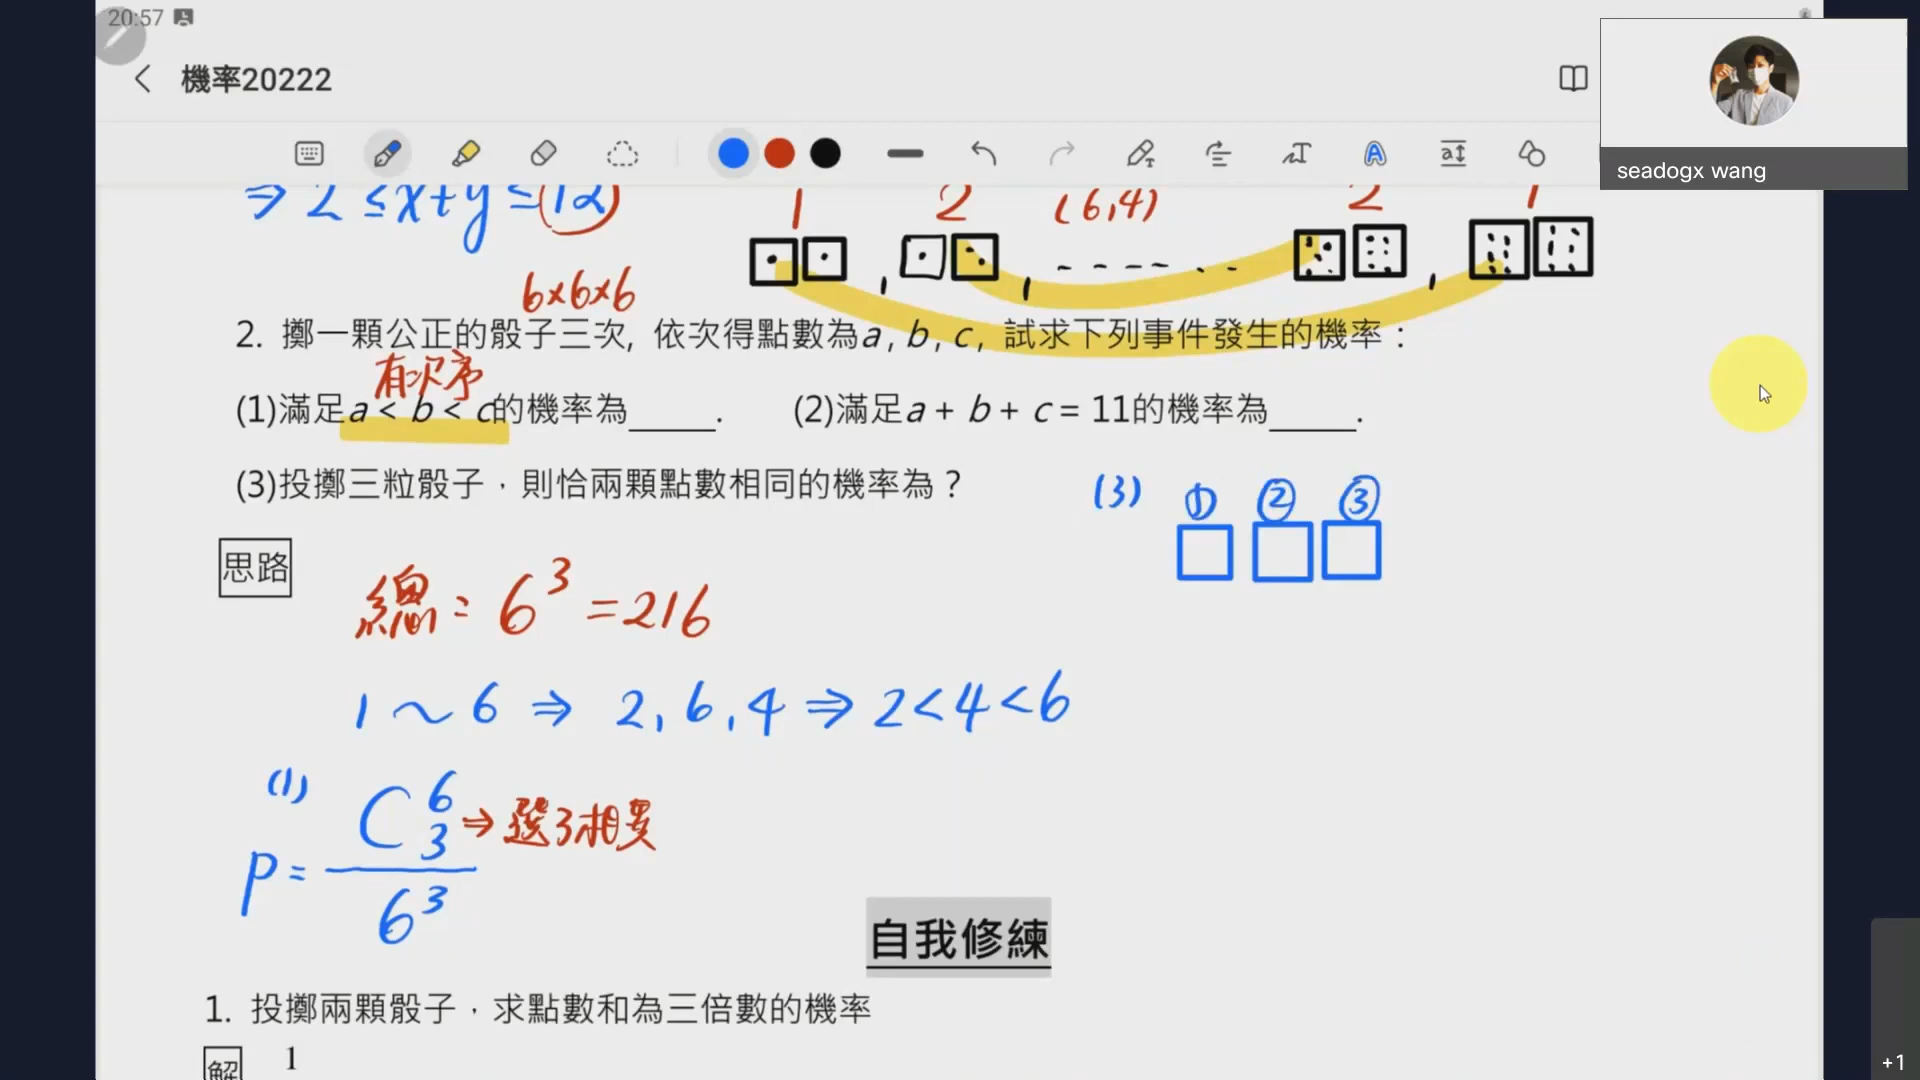 20:57
機率20222
seadogx wang
⇒ 2 ≤ x+y ≤ (12)
1 2 (6,4) 2 1
6×6×6
2. 擲一顆公正的骰子三次, 依次得點數為a, b, c, 試求下列事件發生的機率：
有次序
(1)滿足a < b < c的機率為_____. (2)滿足a + b + c = 11的機率為_____.
(3)投擲三粒骰子，則恰兩顆點數相同的機率為？
(3) ① ② ③
思路
總: 6³ = 216
1 ~ 6 ⇒ 2, 6, 4 ⇒ 2<4<6
(1)
P = C⁶₃ / 6³ → 選3相異
自我修練
1. 投擲兩顆骰子，求點數和為三倍數的機率
解 1
+1